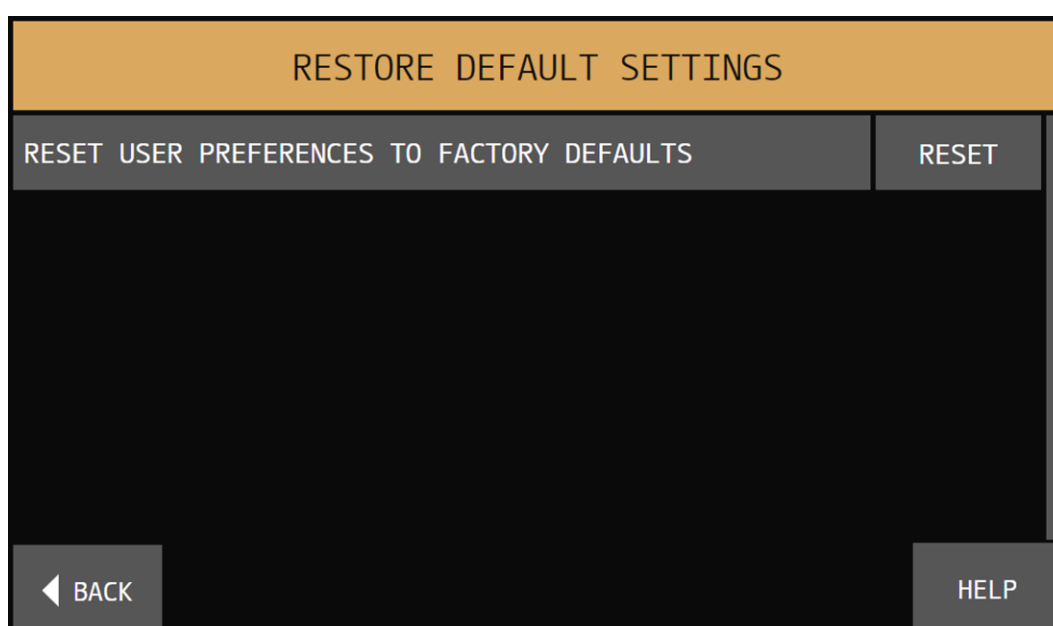 RESTORE DEFAULT SETTINGS
RESET USER PREFERENCES TO FACTORY DEFAULTS
RESET
BACK
HELP